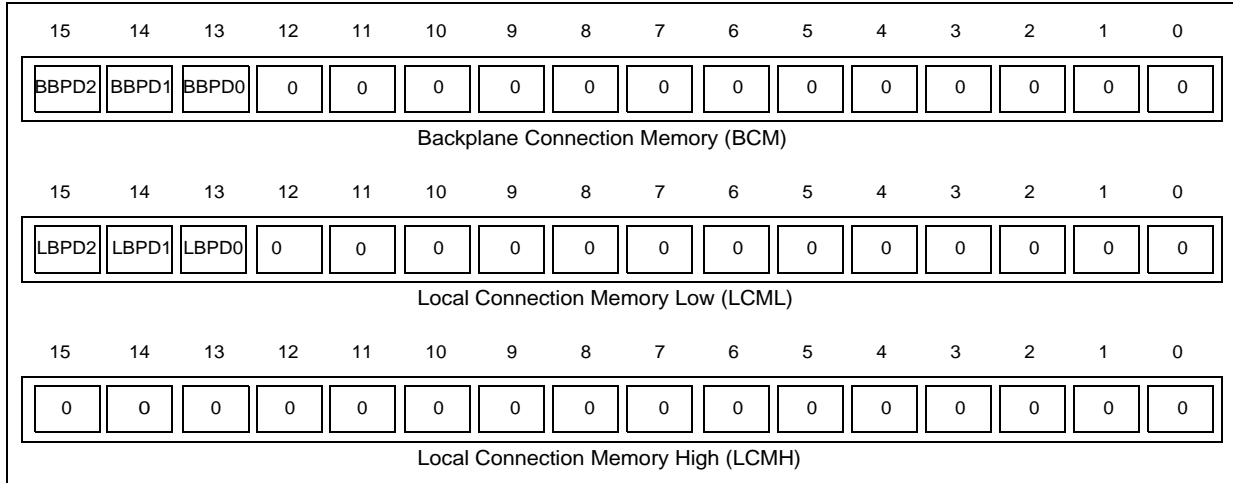 15 14 13 12 11 10 9 8 7 6 5 4 3 2 1 0
BBPD2 BBPD1 BBPD0 0 0 0 0 0 0 0 0 0 0 0 0 0
Backplane Connection Memory (BCM)
15 14 13 12 11 10 9 8 7 6 5 4 3 2 1 0
LBPD2 LBPD1 LBPD0 0 0 0 0 0 0 0 0 0 0 0 0 0
Local Connection Memory Low (LCML)
15 14 13 12 11 10 9 8 7 6 5 4 3 2 1 0
0 0 0 0 0 0 0 0 0 0 0 0 0 0 0 0
Local Connection Memory High (LCMH)